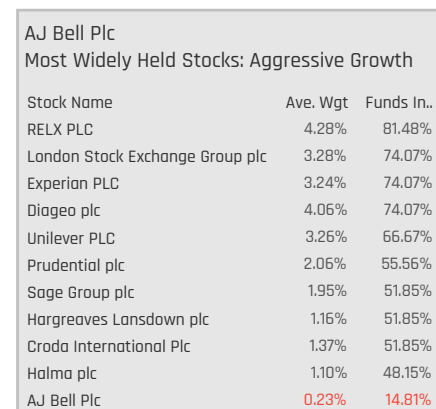 AJ Bell Plc
Most Widely Held Stocks: Aggressive Growth
Stock Name Ave. Wgt Funds In..
RELX PLC 4.28% 81.48%
London Stock Exchange Group plc 3.28% 74.07%
Experian PLC 3.24% 74.07%
Diageo plc 4.06% 74.07%
Unilever PLC 3.26% 66.67%
Prudential plc 2.06% 55.56%
Sage Group plc 1.95% 51.85%
Hargreaves Lansdown plc 1.16% 51.85%
Croda International Plc 1.37% 51.85%
Halma plc 1.10% 48.15%
AJ Bell Plc 0.23% 14.81%